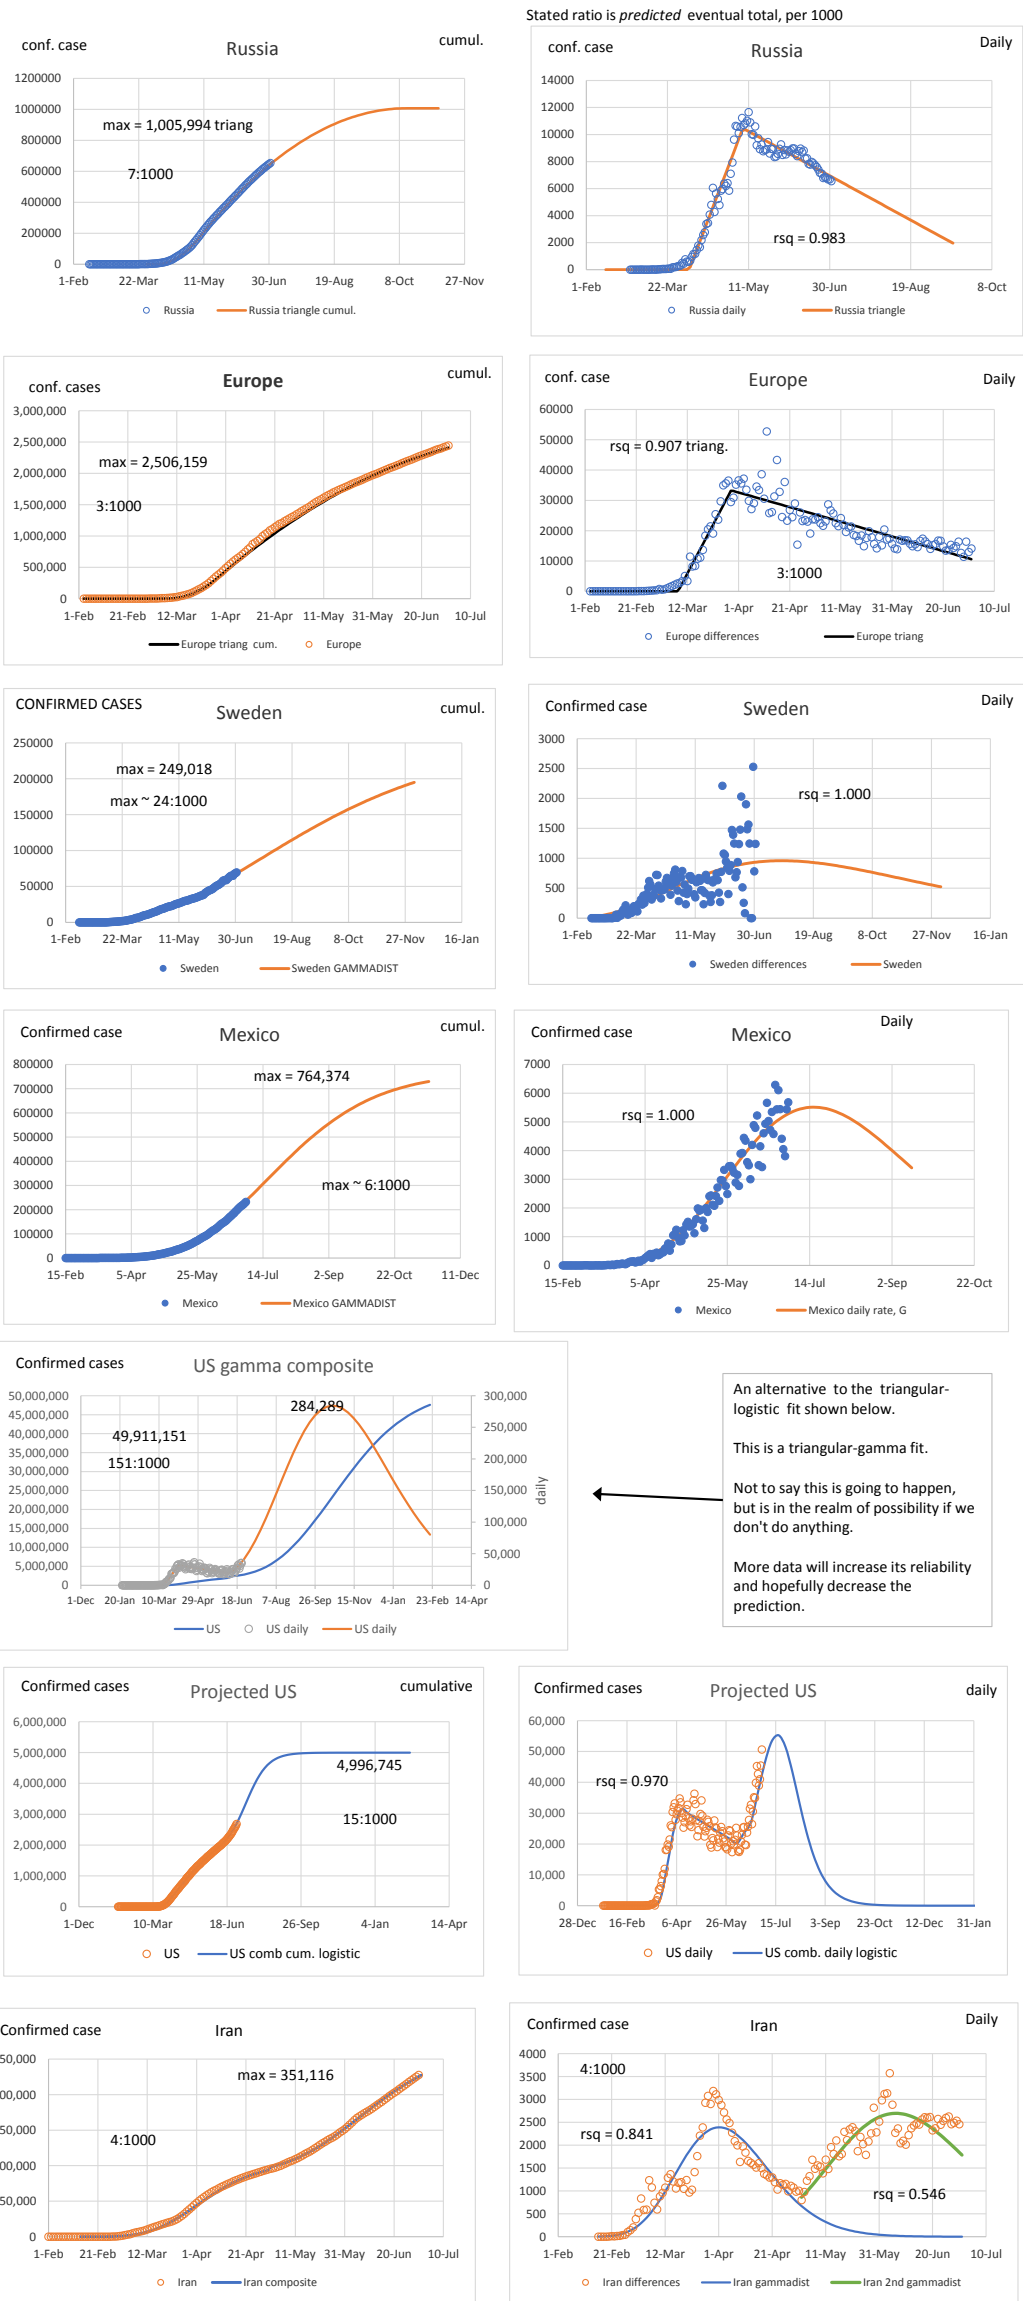 Stated ratio is predicted eventual total, per 1000
conf. case
Russia
cumul.
1200000
1000000
800000
600000
400000
200000
0
max = 1,005,994 triang
7:1000
1-Feb 22-Mar 11-May 30-Jun 19-Aug 8-Oct 27-Nov
Russia Russia triangle cumul.
conf. case
Russia
Daily
14000
12000
10000
8000
6000
4000
2000
0
rsq = 0.983
1-Feb 22-Mar 11-May 30-Jun 19-Aug 8-Oct
Russia daily Russia triangle
conf. cases
Europe
cumul.
3,000,000
2,500,000
2,000,000
1,500,000
1,000,000
500,000
0
max = 2,506,159
3:1000
1-Feb 21-Feb 12-Mar 1-Apr 21-Apr 11-May 31-May 20-Jun 10-Jul
Europe triang cum. Europe
conf. case
Europe
Daily
60000
50000
40000
30000
20000
10000
0
rsq = 0.907 triang.
3:1000
1-Feb 21-Feb 12-Mar 1-Apr 21-Apr 11-May 31-May 20-Jun 10-Jul
Europe differences Europe triang
CONFIRMED CASES
Sweden
cumul.
250000
200000
150000
100000
50000
0
max = 249,018
max ~ 24:1000
1-Feb 22-Mar 11-May 30-Jun 19-Aug 8-Oct 27-Nov 16-Jan
Sweden Sweden GAMMADIST
Confirmed case
Sweden
Daily
3000
2500
2000
1500
1000
500
0
rsq = 1.000
1-Feb 22-Mar 11-May 30-Jun 19-Aug 8-Oct 27-Nov 16-Jan
Sweden differences Sweden
Confirmed case
Mexico
cumul.
800000
700000
600000
500000
400000
300000
200000
100000
0
max = 764,374
max ~ 6:1000
15-Feb 5-Apr 25-May 14-Jul 2-Sep 22-Oct 11-Dec
Mexico Mexico GAMMADIST
Confirmed case
Mexico
Daily
7000
6000
5000
4000
3000
2000
1000
0
rsq = 1.000
15-Feb 5-Apr 25-May 14-Jul 2-Sep 22-Oct
Mexico Mexico daily rate, G
Confirmed cases
US gamma composite
50,000,000
45,000,000
40,000,000
35,000,000
30,000,000
25,000,000
20,000,000
15,000,000
10,000,000
5,000,000
0
49,911,151
151:1000
284,289
300,000
250,000
200,000
150,000
100,000
50,000
0
daily
1-Dec 20-Jan 10-Mar 29-Apr 18-Jun 7-Aug 26-Sep 15-Nov 4-Jan 23-Feb 14-Apr
US US daily US daily
An alternative to the triangular-
logistic fit shown below.
This is a triangular-gamma fit.
Not to say this is going to happen,
but is in the realm of possibility if we
don't do anything.
More data will increase its reliability
and hopefully decrease the
prediction.
Confirmed cases
Projected US
cumulative
6,000,000
5,000,000
4,000,000
3,000,000
2,000,000
1,000,000
0
4,996,745
15:1000
1-Dec 10-Mar 18-Jun 26-Sep 4-Jan 14-Apr
US US comb cum. logistic
Confirmed cases
Projected US
daily
60,000
50,000
40,000
30,000
20,000
10,000
0
rsq = 0.970
28-Dec 16-Feb 6-Apr 26-May 15-Jul 3-Sep 23-Oct 12-Dec 31-Jan
US daily US comb. daily logistic
Confirmed case
Iran
50,000
00,000
50,000
00,000
50,000
0
max = 351,116
4:1000
1-Feb 21-Feb 12-Mar 1-Apr 21-Apr 11-May 31-May 20-Jun 10-Jul
Iran Iran composite
Confirmed case
Iran
Daily
4000
3500
3000
2500
2000
1500
1000
500
0
4:1000
rsq = 0.841
rsq = 0.546
1-Feb 21-Feb 12-Mar 1-Apr 21-Apr 11-May 31-May 20-Jun 10-Jul
Iran differences Iran gammadist Iran 2nd gammadist